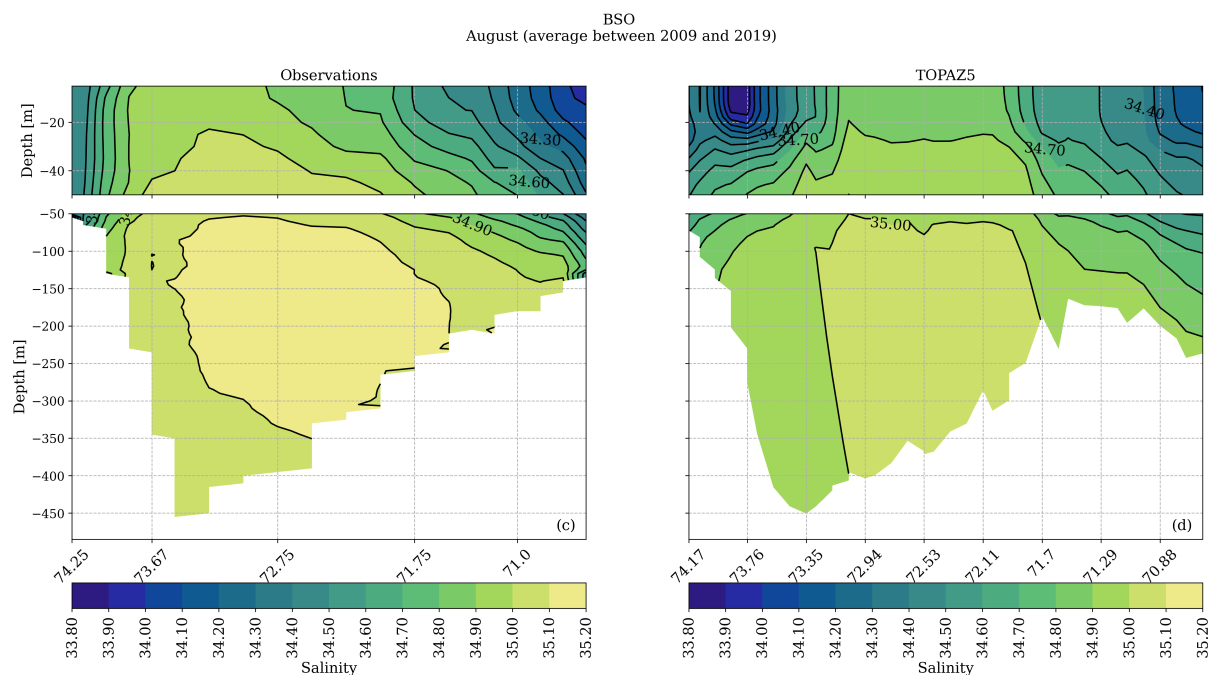 BSO
August (average between 2009 and 2019)
Observations
TOPAZ5
Depth [m]
−20
−40
34.30
34.60
34.40
34.70
34.70
34.40
Depth [m]
−50
−100
−150
−200
−250
−300
−350
−400
−450
34.90
35.00
(c)
(d)
74.25 73.67 72.75 71.75 71.0
74.17 73.76 73.35 72.94 72.53 72.11 71.7 71.29 70.88
33.80 33.90 34.00 34.10 34.20 34.30 34.40 34.50 34.60 34.70 34.80 34.90 35.00 35.10 35.20
Salinity
33.80 33.90 34.00 34.10 34.20 34.30 34.40 34.50 34.60 34.70 34.80 34.90 35.00 35.10 35.20
Salinity